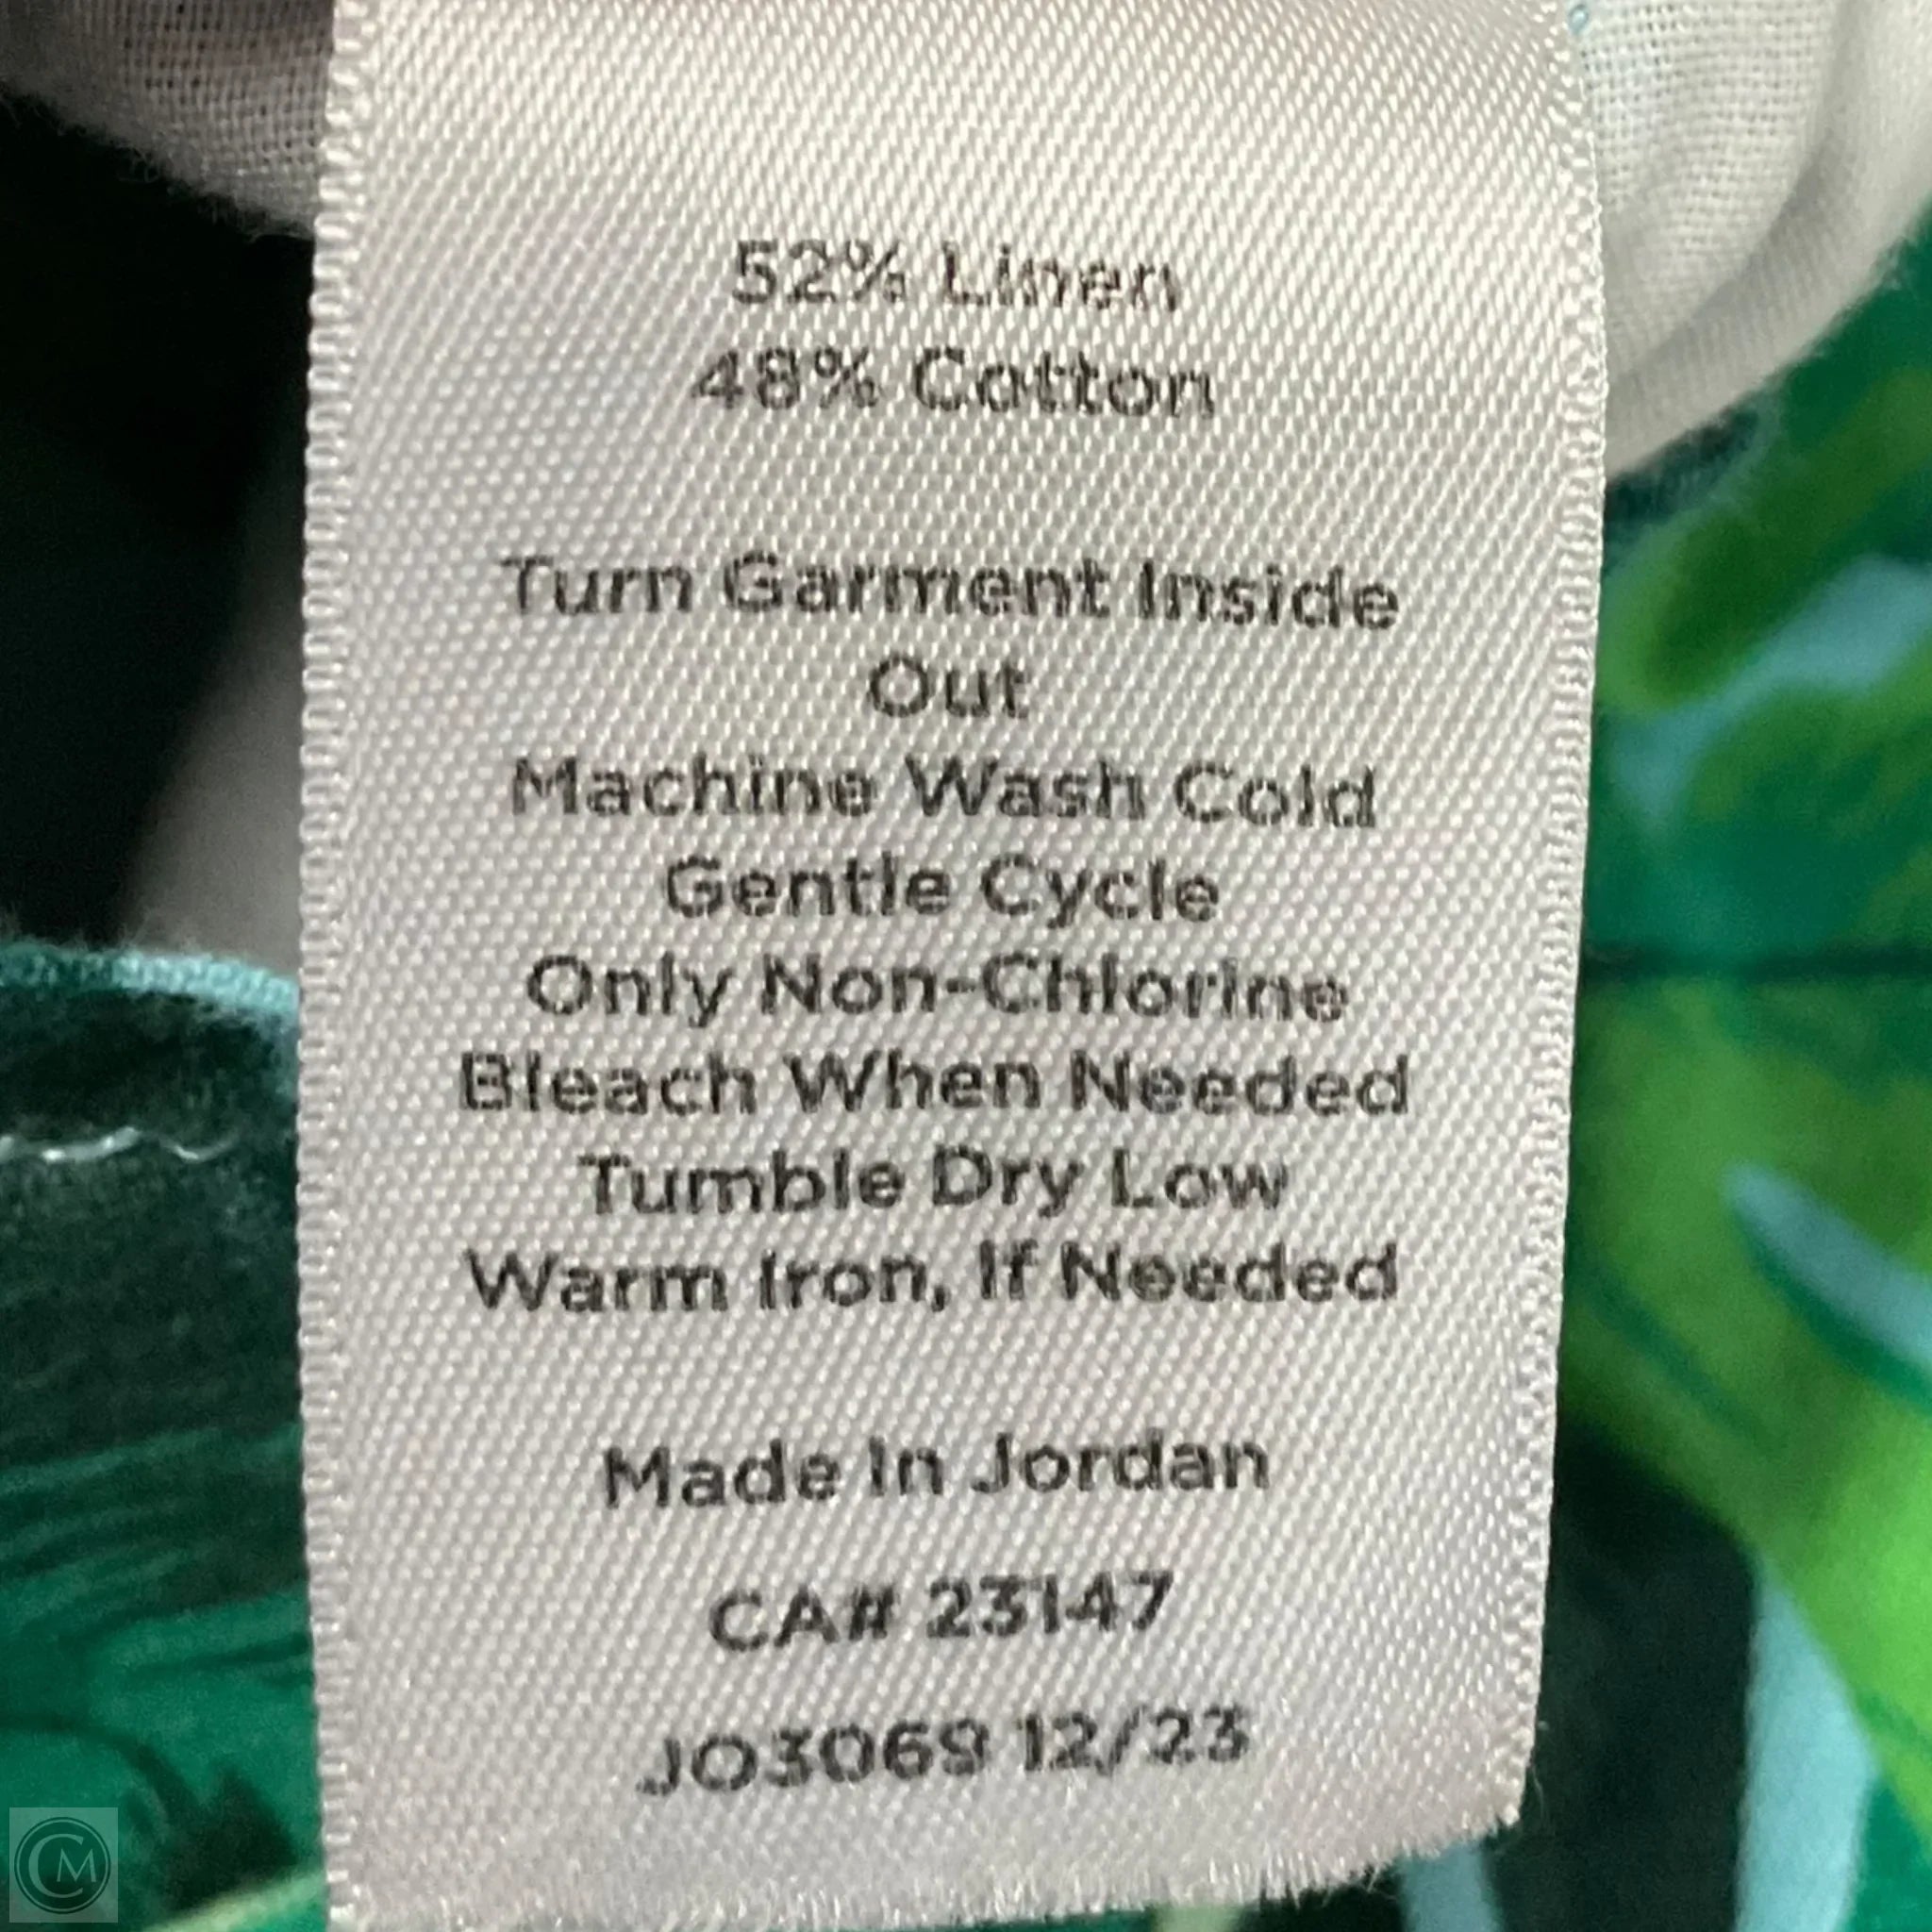 52% Linen
48% Cotton
Turn Garment Inside
Out
Machine Wash Cold
Gentle Cycle
Only Non-Chlorine
Bleach When Needed
Tumble Dry Low
Warm Iron, If Needed
Made In Jordan
CA# 23147
JO3069 12/23
CM